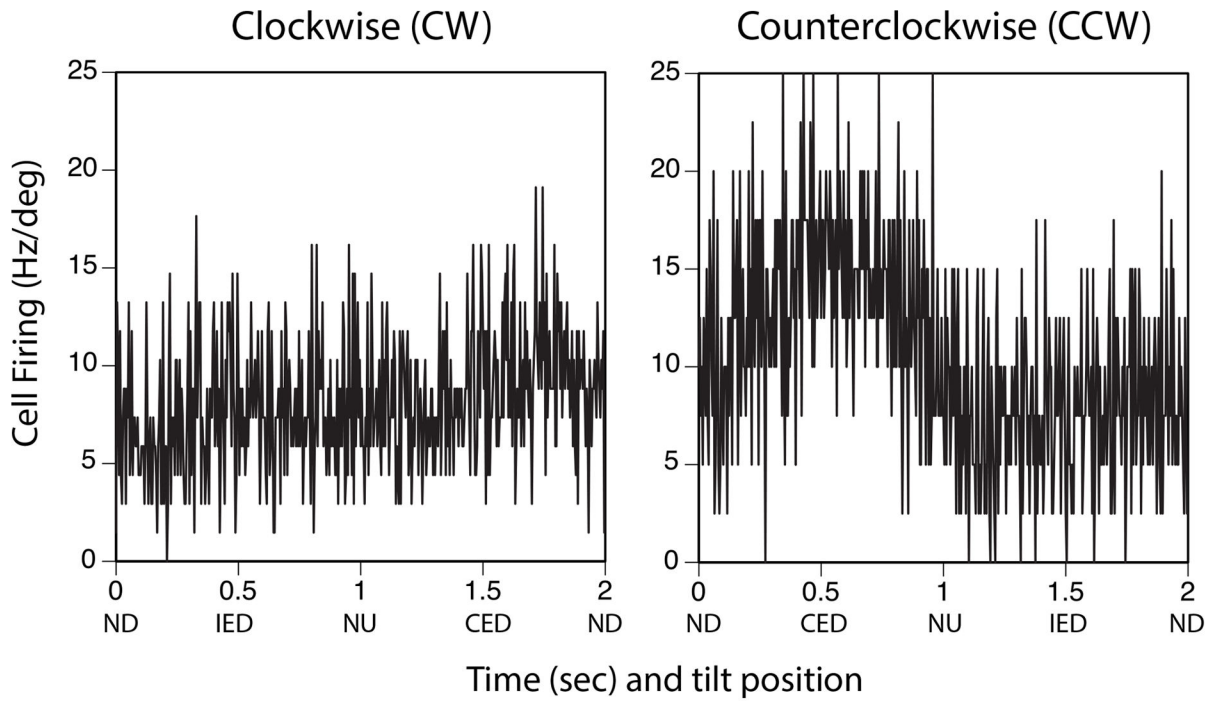 Clockwise (CW)
Counterclockwise (CCW)
Cell Firing (Hz/deg)
25
20
15
10
5
0
0 0.5 1 1.5 2
ND IED NU CED ND
25
20
15
10
5
0
0 0.5 1 1.5 2
ND CED NU IED ND
Time (sec) and tilt position